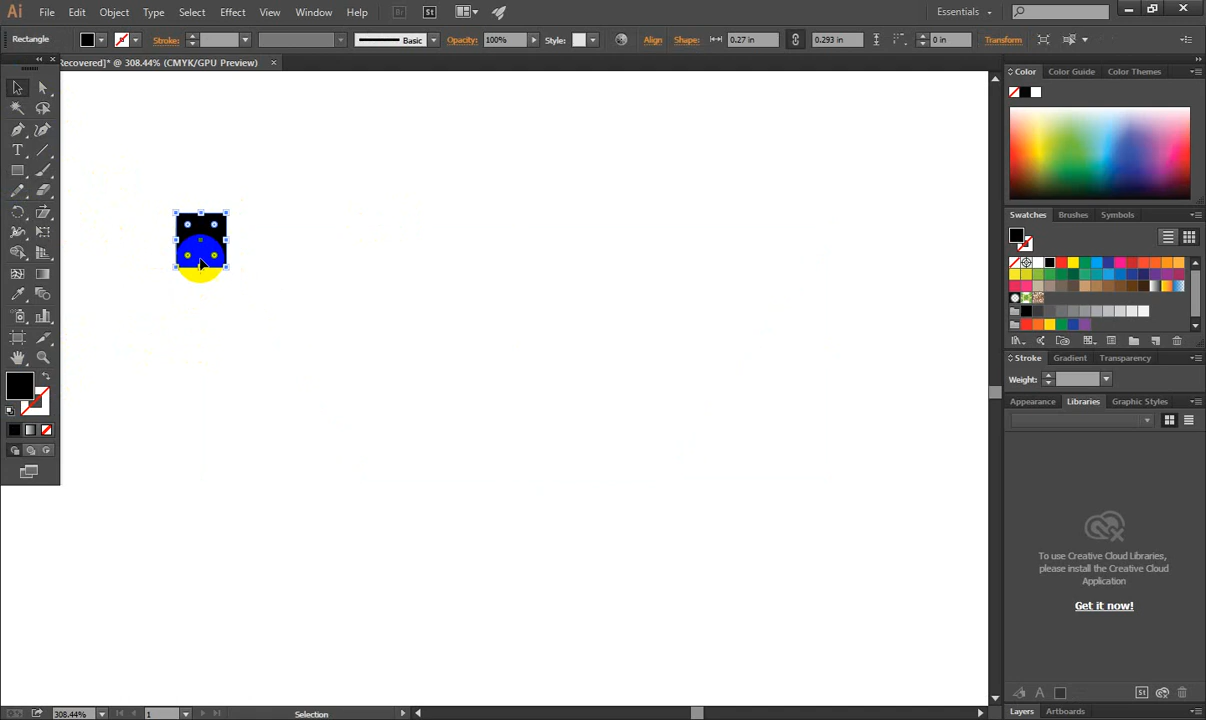 Ai File Edit Object Type Select Effect View Window Help Br St Essentials
Rectangle Stroke: Basic Opacity: 100% Style: Align Shape: 0.27 in 0.293 in 0 in Transform
Recovered]* @ 308.44% (CMYK/GPU Preview) ×
Color Color Guide Color Themes
Swatches Brushes Symbols
Stroke Gradient Transparency
Weight:
Appearance Libraries Graphic Styles
To use Creative Cloud Libraries,
please install the Creative Cloud
Application
Get it now!
St
Layers Artboards
308.44% 1 Selection